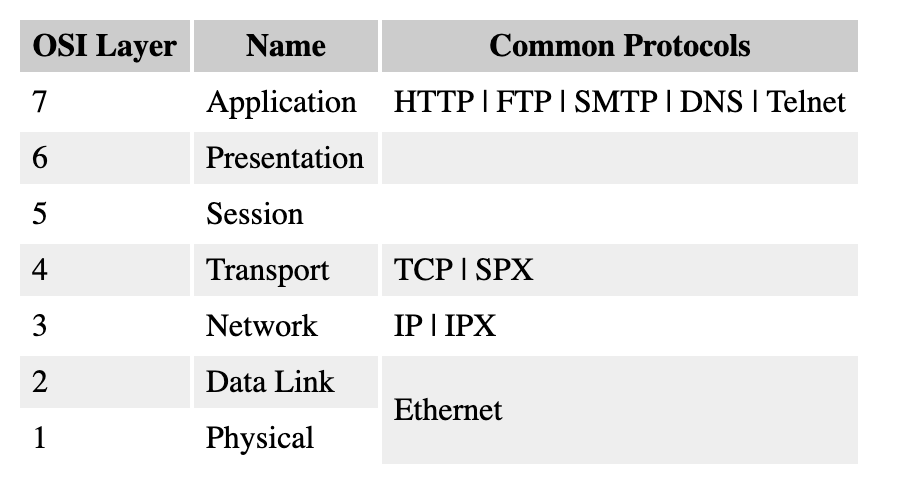 OSI Layer Name Common Protocols
7 Application HTTP | FTP | SMTP | DNS | Telnet
6 Presentation
5 Session
4 Transport TCP | SPX
3 Network IP | IPX
2 Data Link
Ethernet
1 Physical